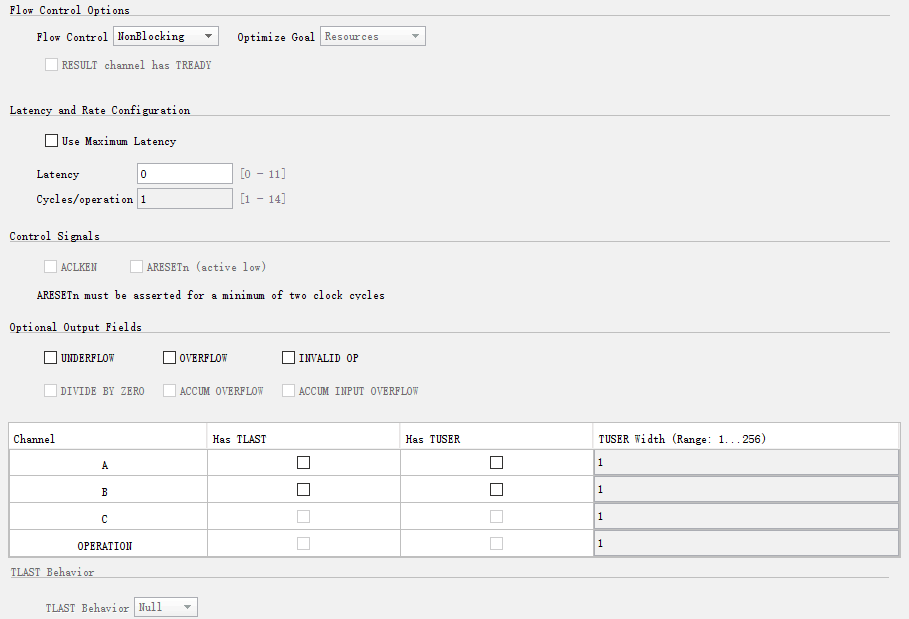 Flow Control Options
Flow Control NonBlocking Optimize Goal Resources
RESULT channel has TREADY
Latency and Rate Configuration
Use Maximum Latency
Latency 0 [0 - 11]
Cycles/operation 1 [1 - 14]
Control Signals
ACLKEN ARESETn (active low)
ARESETn must be asserted for a minimum of two clock cycles
Optional Output Fields
UNDERFLOW OVERFLOW INVALID OP
DIVIDE BY ZERO ACCUM OVERFLOW ACCUM INPUT OVERFLOW
Channel Has TLAST Has TUSER TUSER Width (Range: 1...256)
A 1
B 1
C 1
OPERATION 1
TLAST Behavior
TLAST Behavior Null